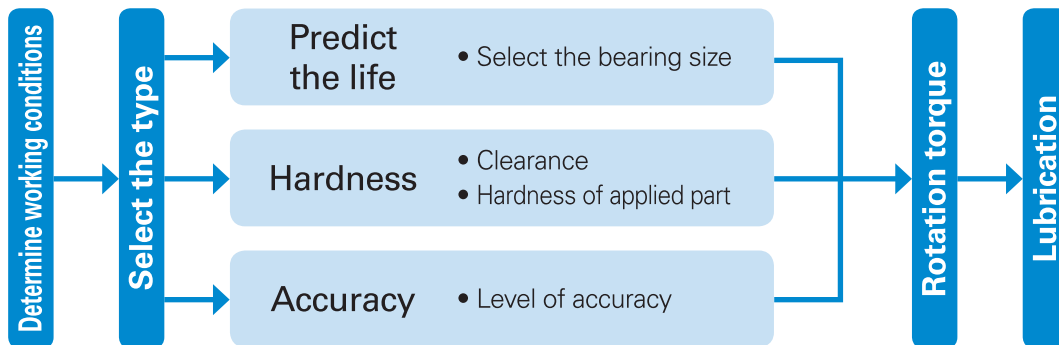 Determine working conditions
Select the type
Predict
the life
• Select the bearing size
Hardness
• Clearance
• Hardness of applied part
Accuracy
• Level of accuracy
Rotation torque
Lubrication